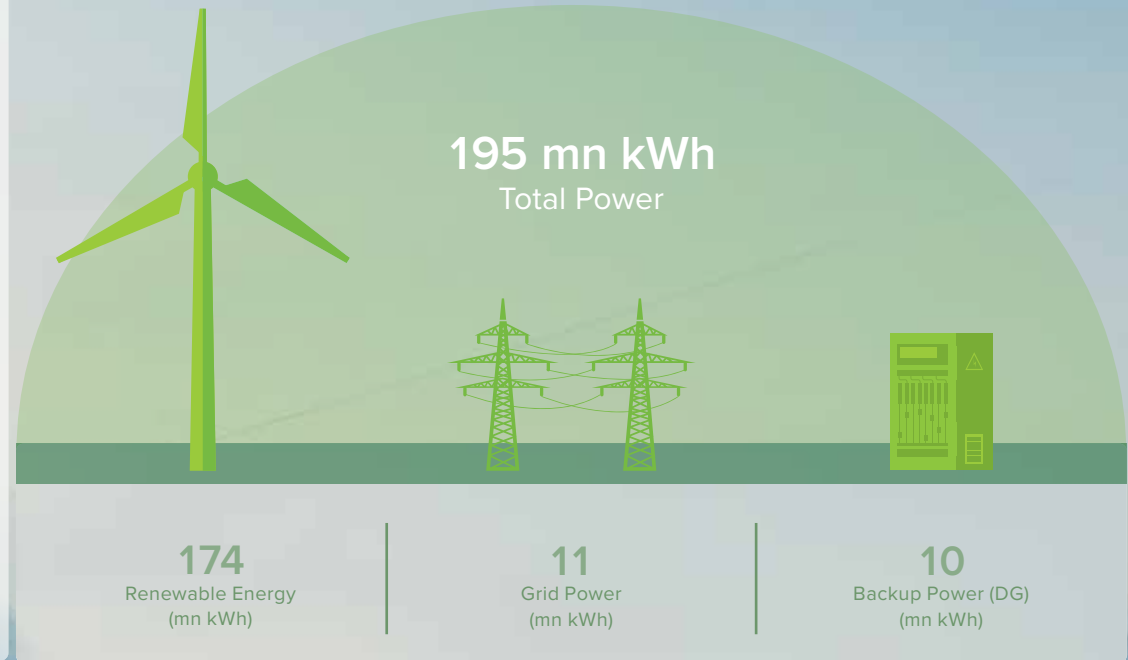 195 mn kWh
Total Power
174
Renewable Energy
(mn kWh)
11
Grid Power
(mn kWh)
10
Backup Power (DG)
(mn kWh)